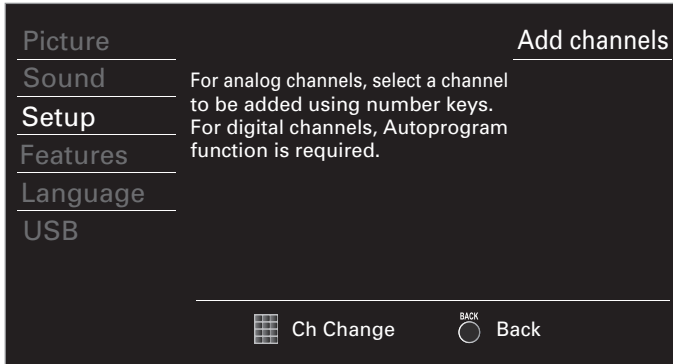 Picture
Add channels
Sound
Setup
Features
Language
USB
For analog channels, select a channel
to be added using number keys.
For digital channels, Autoprogram
function is required.
Ch Change
BACK
Back